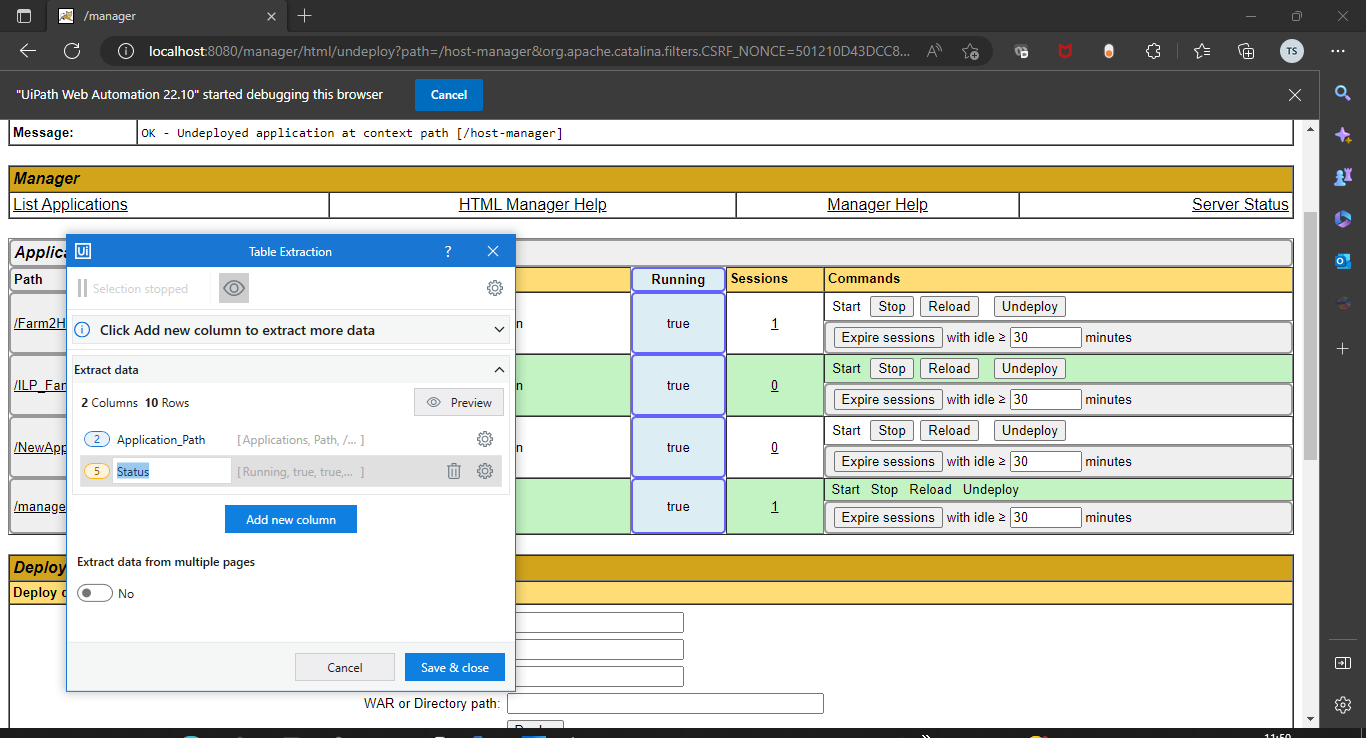 /manager
localhost:8080/manager/html/undeploy?path=/host-manager&org.apache.catalina.filters.CSRF_NONCE=501210D43DCC8...
TS
"UiPath Web Automation 22.10" started debugging this browser
Cancel
Message:
OK - Undeployed application at context path [/host-manager]
Manager
List Applications
HTML Manager Help
Manager Help
Server Status
Applic
Path
Running
Sessions
Commands
/Farm2H
n
true
1
Start Stop Reload Undeploy
Expire sessions with idle ≥ 30 minutes
/ILP_Far
n
true
0
Start Stop Reload Undeploy
Expire sessions with idle ≥ 30 minutes
/NewApp
n
true
0
Start Stop Reload Undeploy
Expire sessions with idle ≥ 30 minutes
/manage
true
1
Start Stop Reload Undeploy
Expire sessions with idle ≥ 30 minutes
Deploy
Deploy
WAR or Directory path:
Ui
Table Extraction
?
Selection stopped
Click Add new column to extract more data
Extract data
2 Columns 10 Rows
Preview
2 Application_Path [Applications, Path, /... ]
5 Status [Running, true, true,... ]
Add new column
Extract data from multiple pages
No
Cancel
Save & close